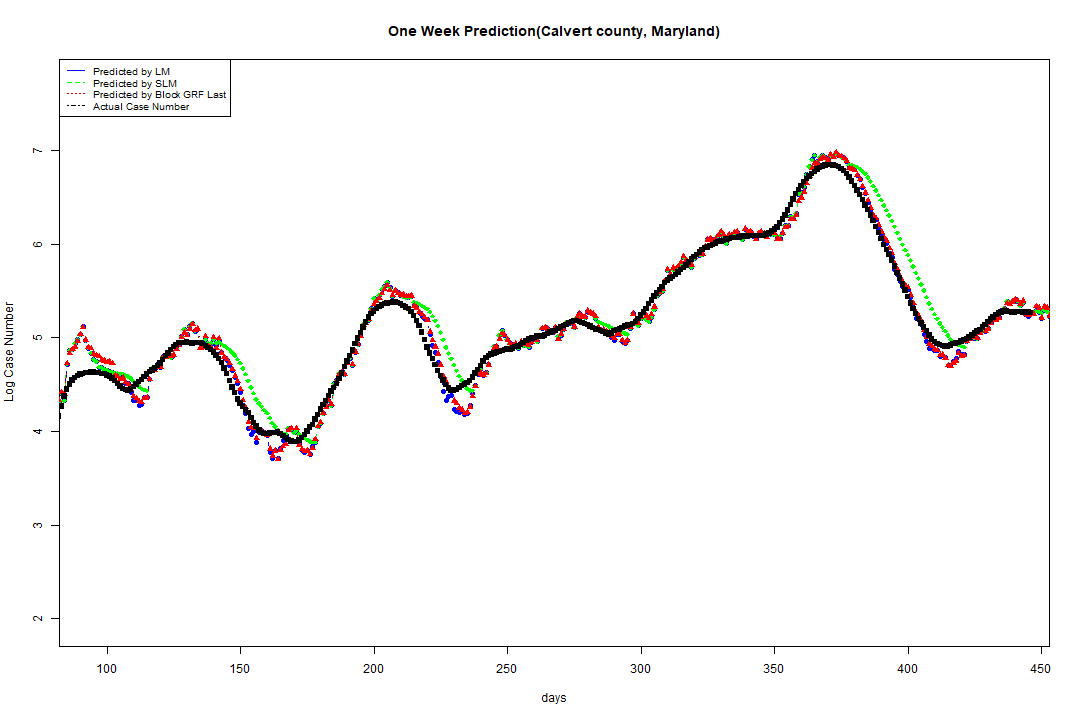 One Week Prediction(Calvert county, Maryland)
Predicted by LM
Predicted by SLM
Predicted by Block GRF Last
Actual Case Number
7
6
5
4
3
2
Log Case Number
100 150 200 250 300 350 400 450
days